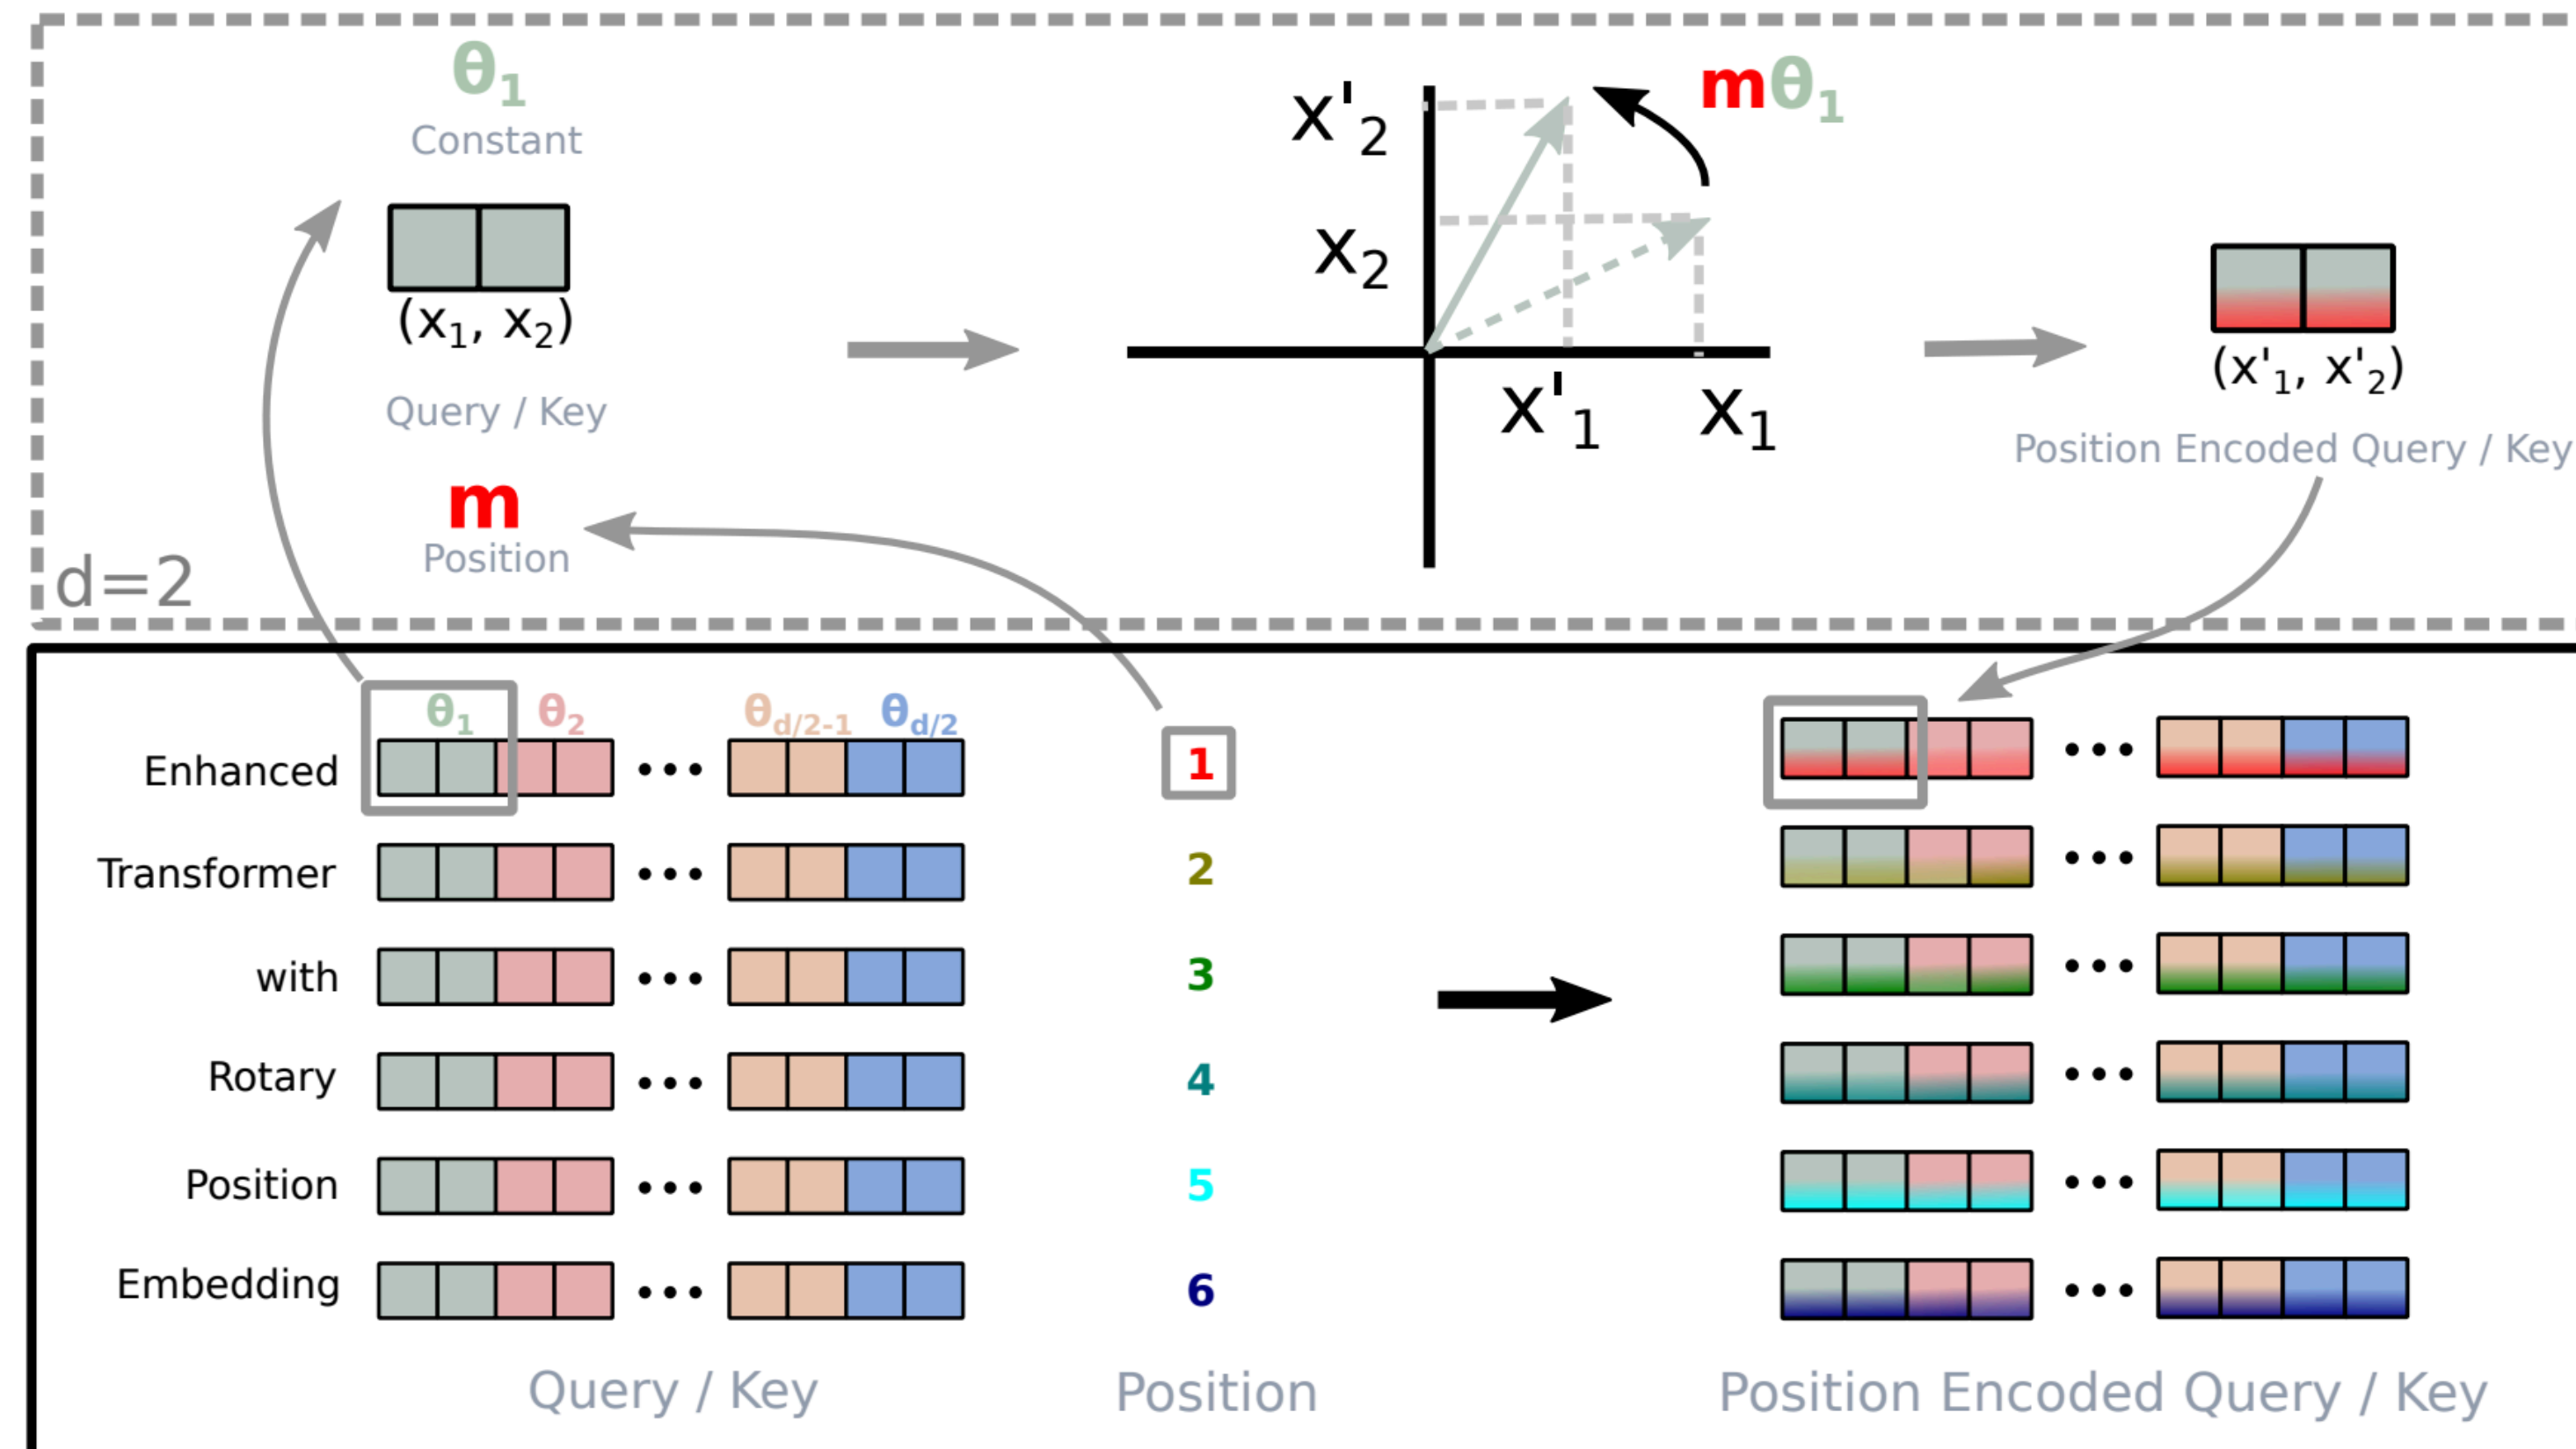 θ₁
Constant
(x₁, x₂)
Query / Key
m
Position
d=2
x'₂
x₂
x'₁
x₁
mθ₁
(x'₁, x'₂)
Position Encoded Query / Key
θ₁ θ₂ θd/2-1 θd/2
Enhanced 1
Transformer 2
with 3
Rotary 4
Position 5
Embedding 6
Query / Key Position Position Encoded Query / Key